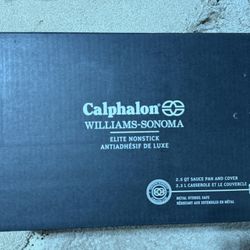 Calphalon
WILLIAMS-SONOMA
ELITE NONSTICK
ANTIADHÉSIF DE LUXE
2.5 QT SAUCE PAN AND COVER
2.3 L CASSEROLE ET LE COUVERCLE
METAL UTENSIL SAFE
RÉSISTANT AUX USTENSILES EN MÉTAL